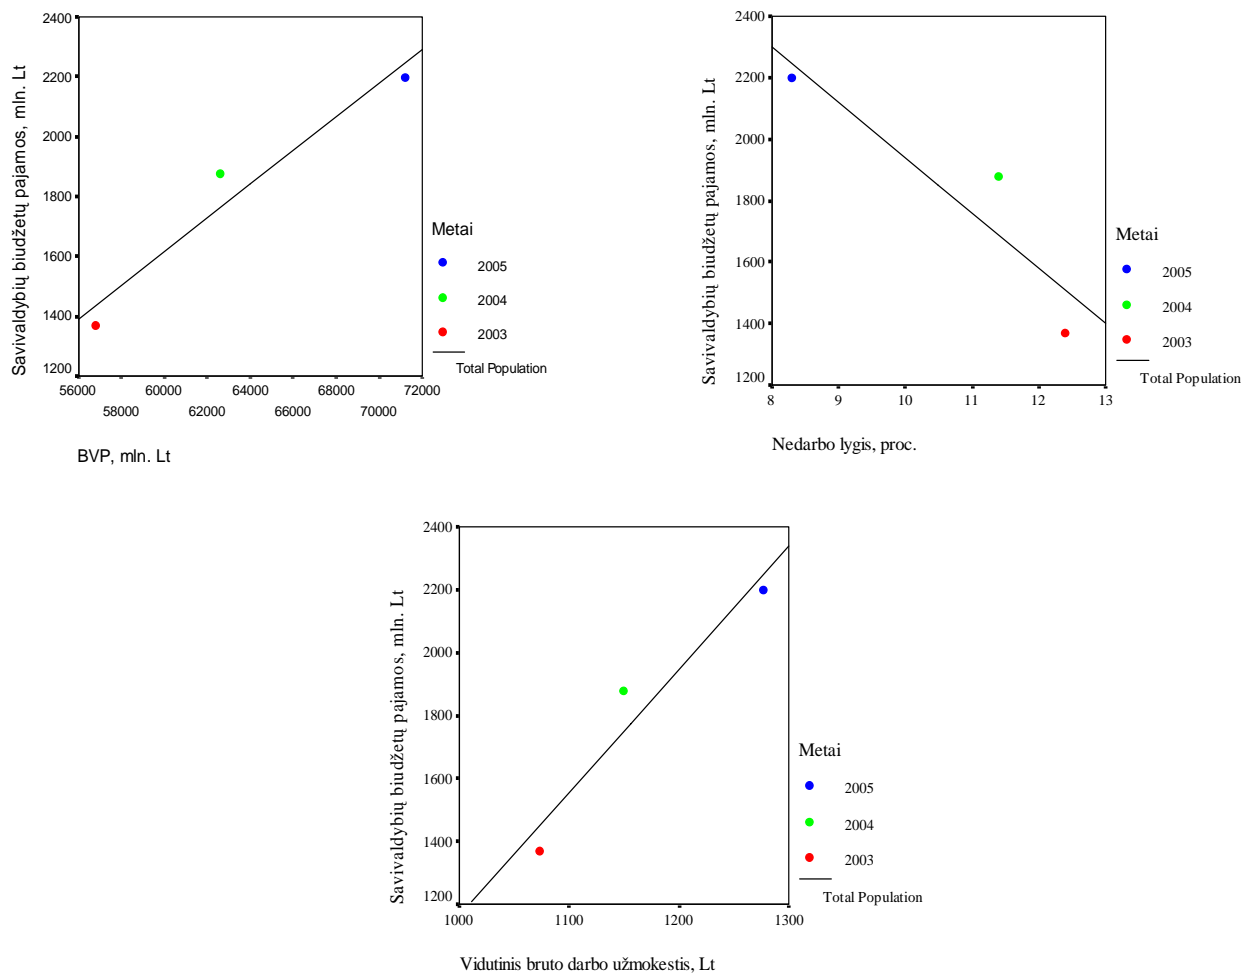 2400
2200
2000
1800
1600
1400
1200
Savivaldybių biudžetų pajamos, mln. Lt
56000 60000 64000 68000 72000
58000 62000 66000 70000
BVP, mln. Lt
Metai
2005
2004
2003
Total Population
2400
2200
2000
1800
1600
1400
1200
Savivaldybių biudžetų pajamos, mln. Lt
8 9 10 11 12 13
Nedarbo lygis, proc.
Metai
2005
2004
2003
Total Population
2400
2200
2000
1800
1600
1400
1200
Savivaldybių biudžetų pajamos, mln. Lt
1000 1100 1200 1300
Vidutinis bruto darbo užmokestis, Lt
Metai
2005
2004
2003
Total Population